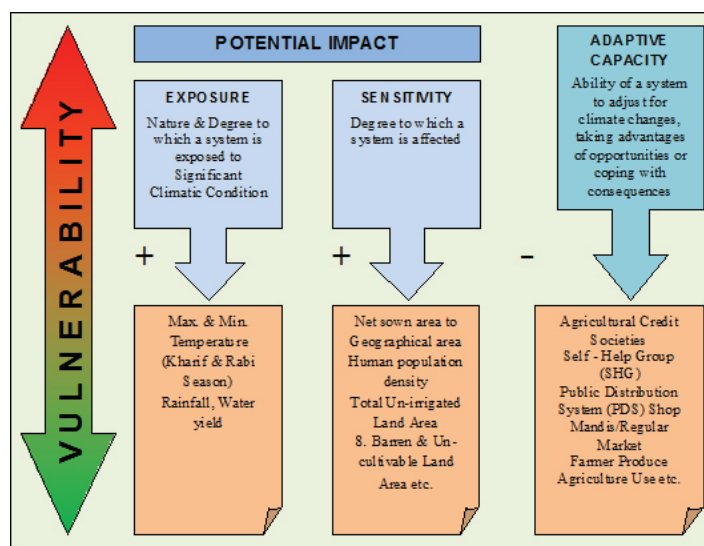 VULNERABILITY
POTENTIAL IMPACT
EXPOSURE
Nature & Degree to
which a system is
exposed to
Significant
Climatic Condition
SENSITIVITY
Degree to which a
system is affected
ADAPTIVE
CAPACITY
Ability of a system
to adjust for
climate changes,
taking advantages
of opportunities or
coping with
consequences
+
+
-
Max. & Min.
Temperature
(Kharif & Rabi
Season)
Rainfall, Water
yield
Net sown area to
Geographical area
Human population
density
Total Un-irrigated
Land Area
8. Barren & Un-
cultivable Land
Area etc.
Agricultural Credit
Societies
Self - Help Group
(SHG)
Public Distribution
System (PDS) Shop
Mandis/Regular
Market
Farmer Produce
Agriculture Use etc.